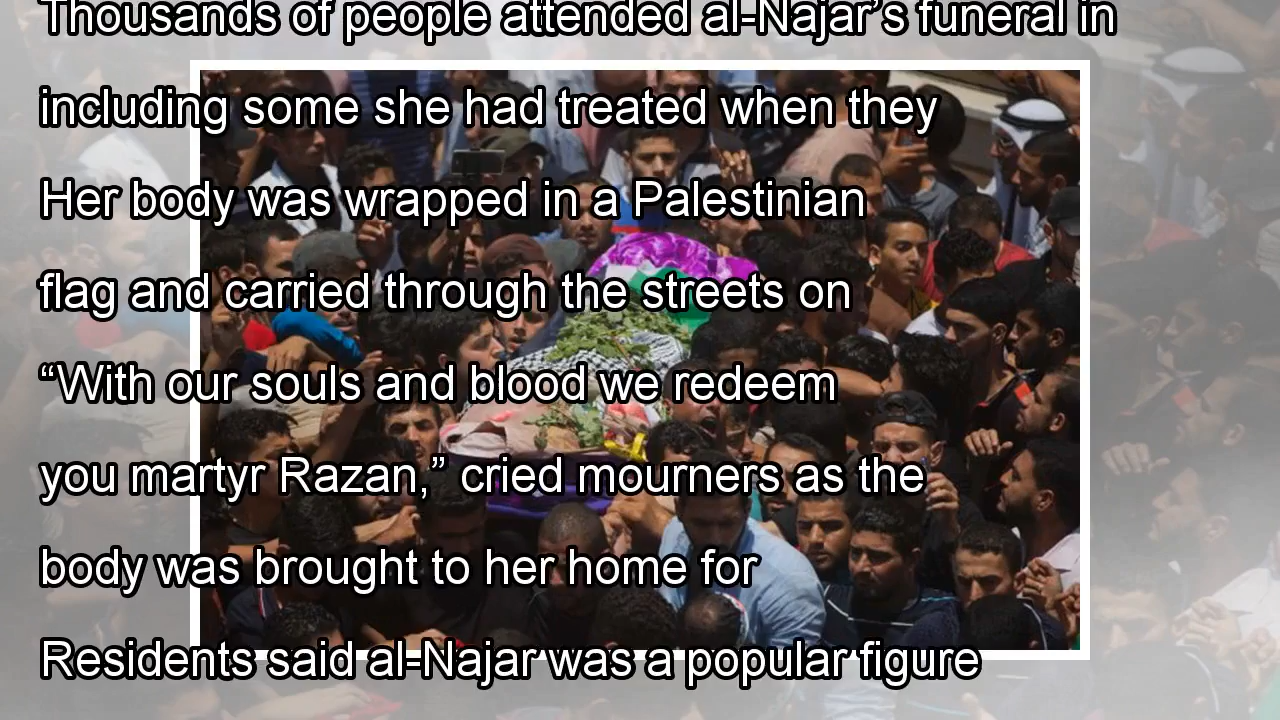 Thousands of people attended al-Najar’s funeral in
including some she had treated when they
Her body was wrapped in a Palestinian
flag and carried through the streets on
“With our souls and blood we redeem
you martyr Razan,” cried mourners as the
body was brought to her home for
Residents said al-Najar was a popular figure